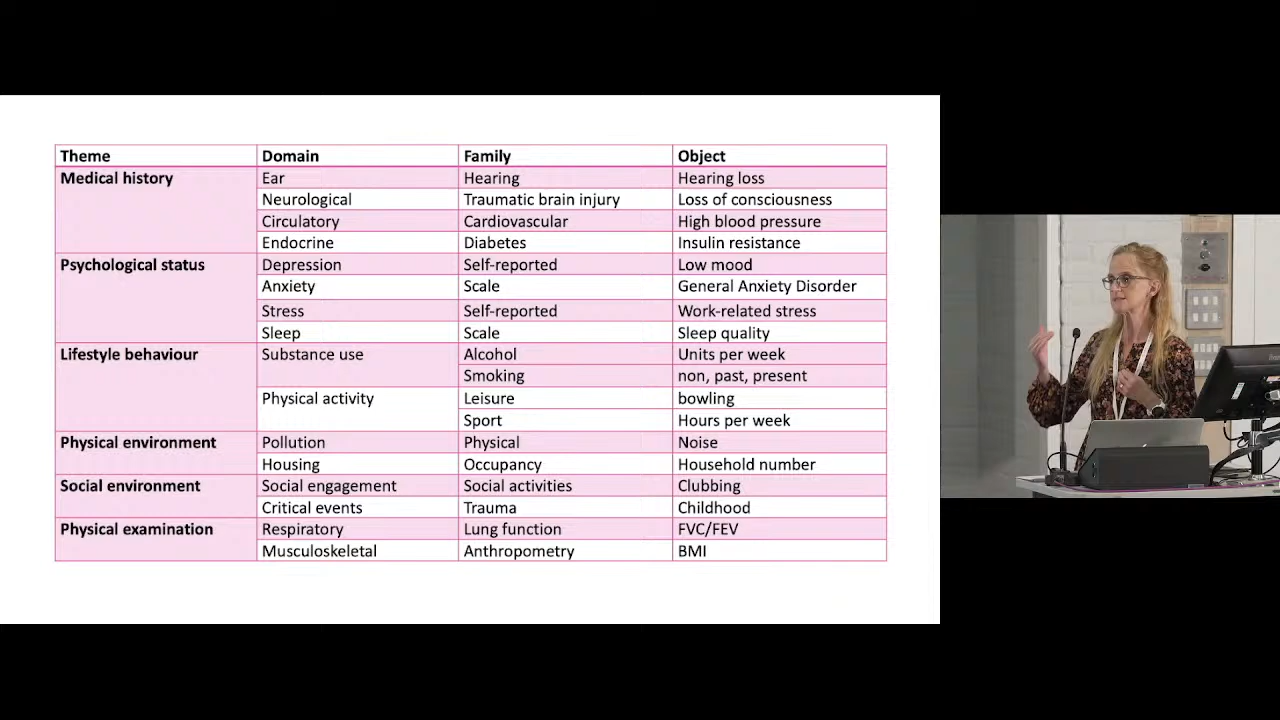 Theme Domain Family Object
Medical history Ear Hearing Hearing loss
Neurological Traumatic brain injury Loss of consciousness
Circulatory Cardiovascular High blood pressure
Endocrine Diabetes Insulin resistance
Psychological status Depression Self-reported Low mood
Anxiety Scale General Anxiety Disorder
Stress Self-reported Work-related stress
Sleep Scale Sleep quality
Lifestyle behaviour Substance use Alcohol Units per week
Smoking non, past, present
Physical activity Leisure bowling
Sport Hours per week
Physical environment Pollution Physical Noise
Housing Occupancy Household number
Social environment Social engagement Social activities Clubbing
Critical events Trauma Childhood
Physical examination Respiratory Lung function FVC/FEV
Musculoskeletal Anthropometry BMI